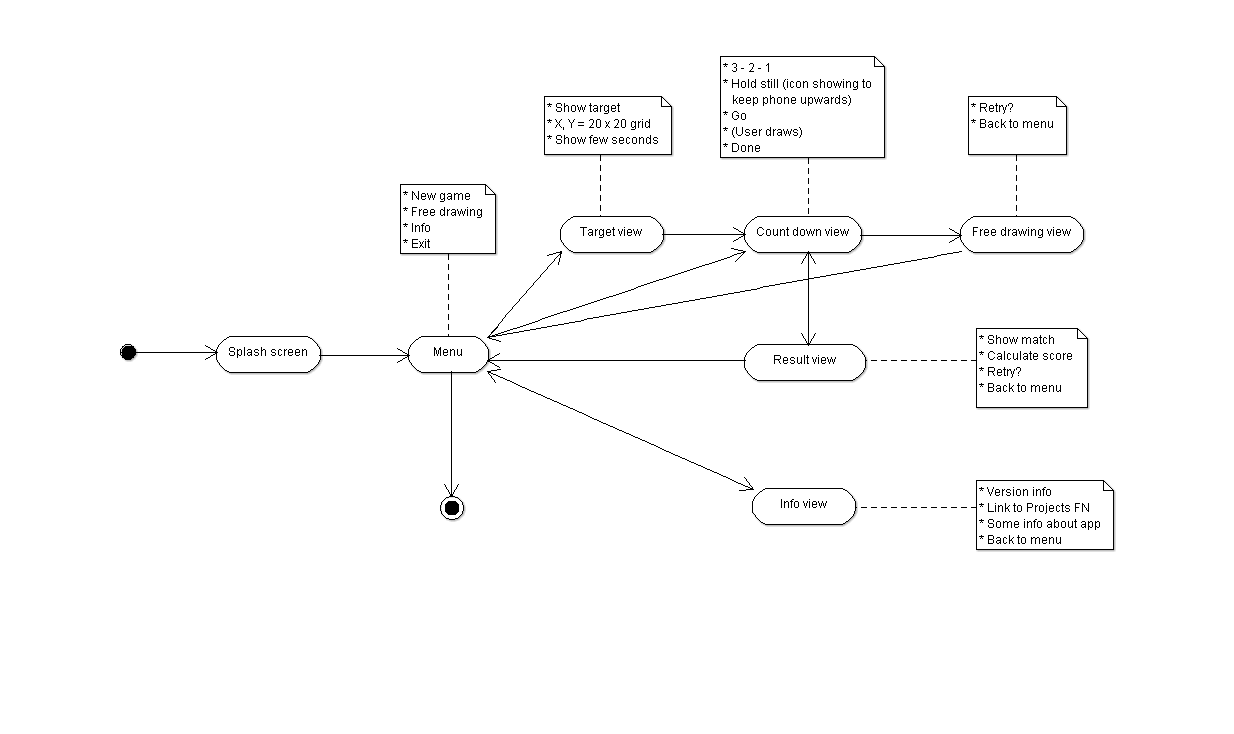 * 3 - 2 - 1
* Hold still (icon showing to
keep phone upwards)
* Go
* (User draws)
* Done
* Show target
* X, Y = 20 x 20 grid
* Show few seconds
* Retry?
* Back to menu
* New game
* Free drawing
* Info
* Exit
Target view
Count down view
Free drawing view
Splash screen
Menu
Result view
* Show match
* Calculate score
* Retry?
* Back to menu
Info view
* Version info
* Link to Projects FN
* Some info about app
* Back to menu